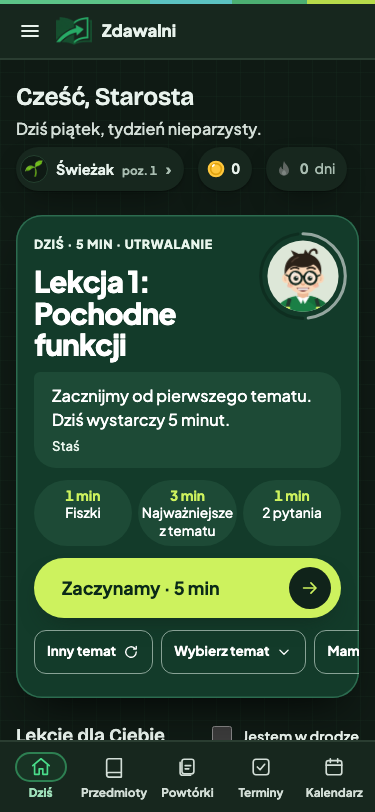 Zdawalni
Cześć, Starosta
Dziś piątek, tydzień nieparzysty.
Świeżak poz. 1 › 0 0 dni
DZIŚ · 5 MIN · UTRWALANIE
Lekcja 1:
Pochodne
funkcji
Zacznijmy od pierwszego tematu.
Dziś wystarczy 5 minut.
Staś
1 min 3 min 1 min
Fiszki Najważniejsze 2 pytania
z tematu
Zaczynamy · 5 min
Inny temat Wybierz temat Mam
Lekcje dla Ciebie Jestem w drodze
Dziś Przedmioty Powtórki Terminy Kalendarz